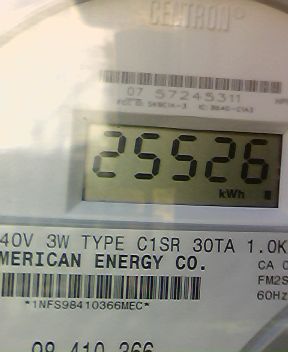 CENTRON®
07 57245311
25526
kWh
40V 3W TYPE C1SR 30TA 1.0K
MERICAN ENERGY CO.
CA 0
FM2S
60Hz
*1NFS98410366MEC*
98 410 366